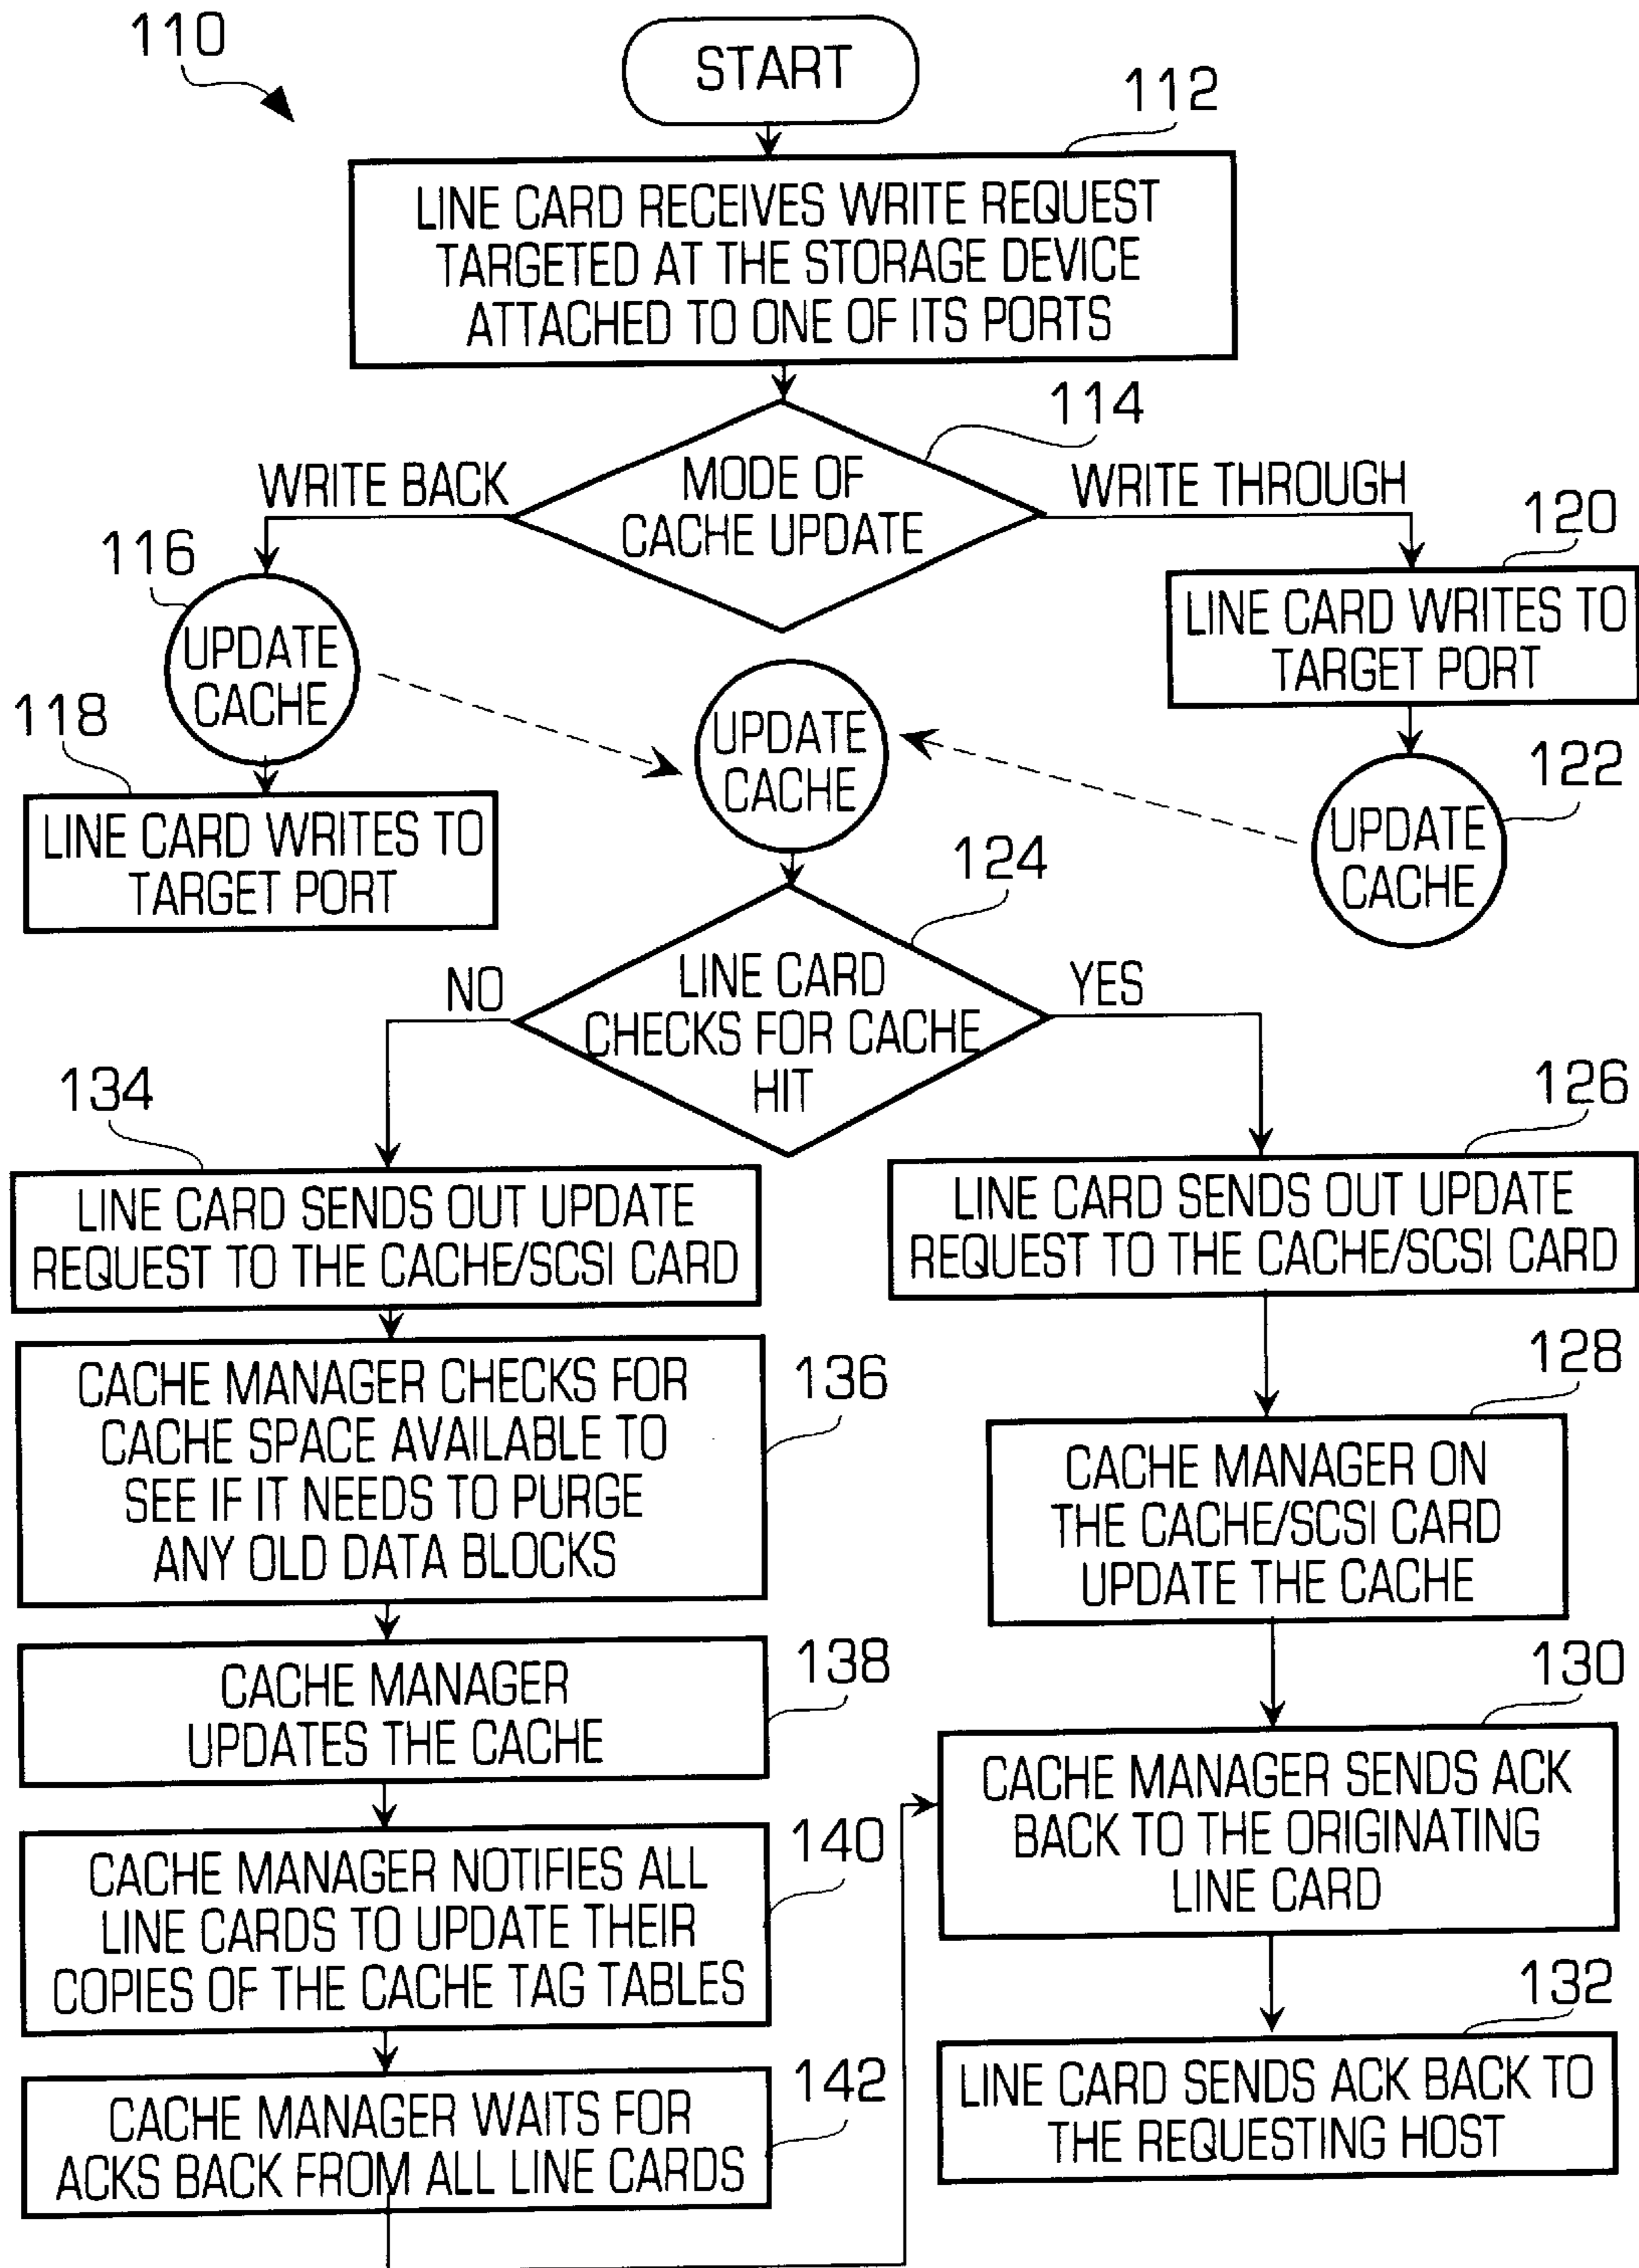 110
START
112
LINE CARD RECEIVES WRITE REQUEST
TARGETED AT THE STORAGE DEVICE
ATTACHED TO ONE OF ITS PORTS
114
WRITE BACK
MODE OF
CACHE UPDATE
WRITE THROUGH
116
UPDATE
CACHE
120
LINE CARD WRITES TO
TARGET PORT
118
LINE CARD WRITES TO
TARGET PORT
UPDATE
CACHE
122
UPDATE
CACHE
124
NO
LINE CARD
CHECKS FOR CACHE
HIT
YES
134
LINE CARD SENDS OUT UPDATE
REQUEST TO THE CACHE/SCSI CARD
126
LINE CARD SENDS OUT UPDATE
REQUEST TO THE CACHE/SCSI CARD
136
CACHE MANAGER CHECKS FOR
CACHE SPACE AVAILABLE TO
SEE IF IT NEEDS TO PURGE
ANY OLD DATA BLOCKS
128
CACHE MANAGER ON
THE CACHE/SCSI CARD
UPDATE THE CACHE
138
CACHE MANAGER
UPDATES THE CACHE
130
CACHE MANAGER SENDS ACK
BACK TO THE ORIGINATING
LINE CARD
140
CACHE MANAGER NOTIFIES ALL
LINE CARDS TO UPDATE THEIR
COPIES OF THE CACHE TAG TABLES
132
LINE CARD SENDS ACK BACK TO
THE REQUESTING HOST
142
CACHE MANAGER WAITS FOR
ACKS BACK FROM ALL LINE CARDS